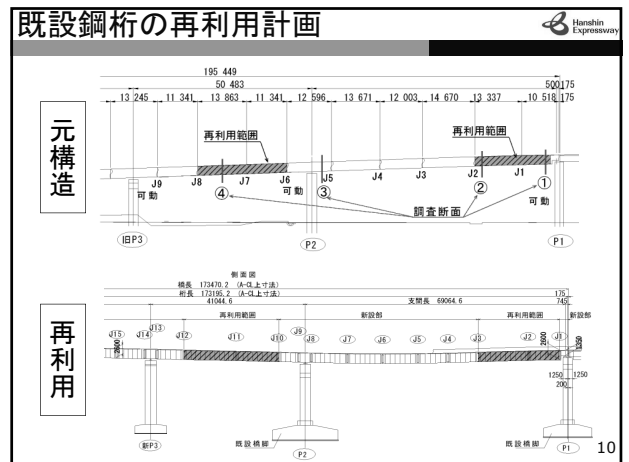 既設鋼桁の再利用計画
Hanshin
Expressway
元構造
195 449
50 483
500 175
13 245 11 341 13 863 11 341 12 596 13 671 12 003 14 670 13 337 10 518 175
再利用範囲 再利用範囲
J9 J8 J7 J6 J5 J4 J3 J2 J1
可動 ④ 可動 ③ ② 可動 ①
調査断面
旧P3 P2 P1
再利用
側面図
橋長 173470.2 (A-CL上寸法)
桁長 173195.2 (A-CL上寸法)
41044.6 支間長 69064.6
175
745
再利用範囲 新設部 再利用範囲 新設部
J15 J14 J13 J12 J11 J10 J9 J8 J7 J6 J5 J4 J3 J2 J1
2600 2600 1350
1250 1250
200
新P3 既設橋脚 P2 既設橋脚 P1
10